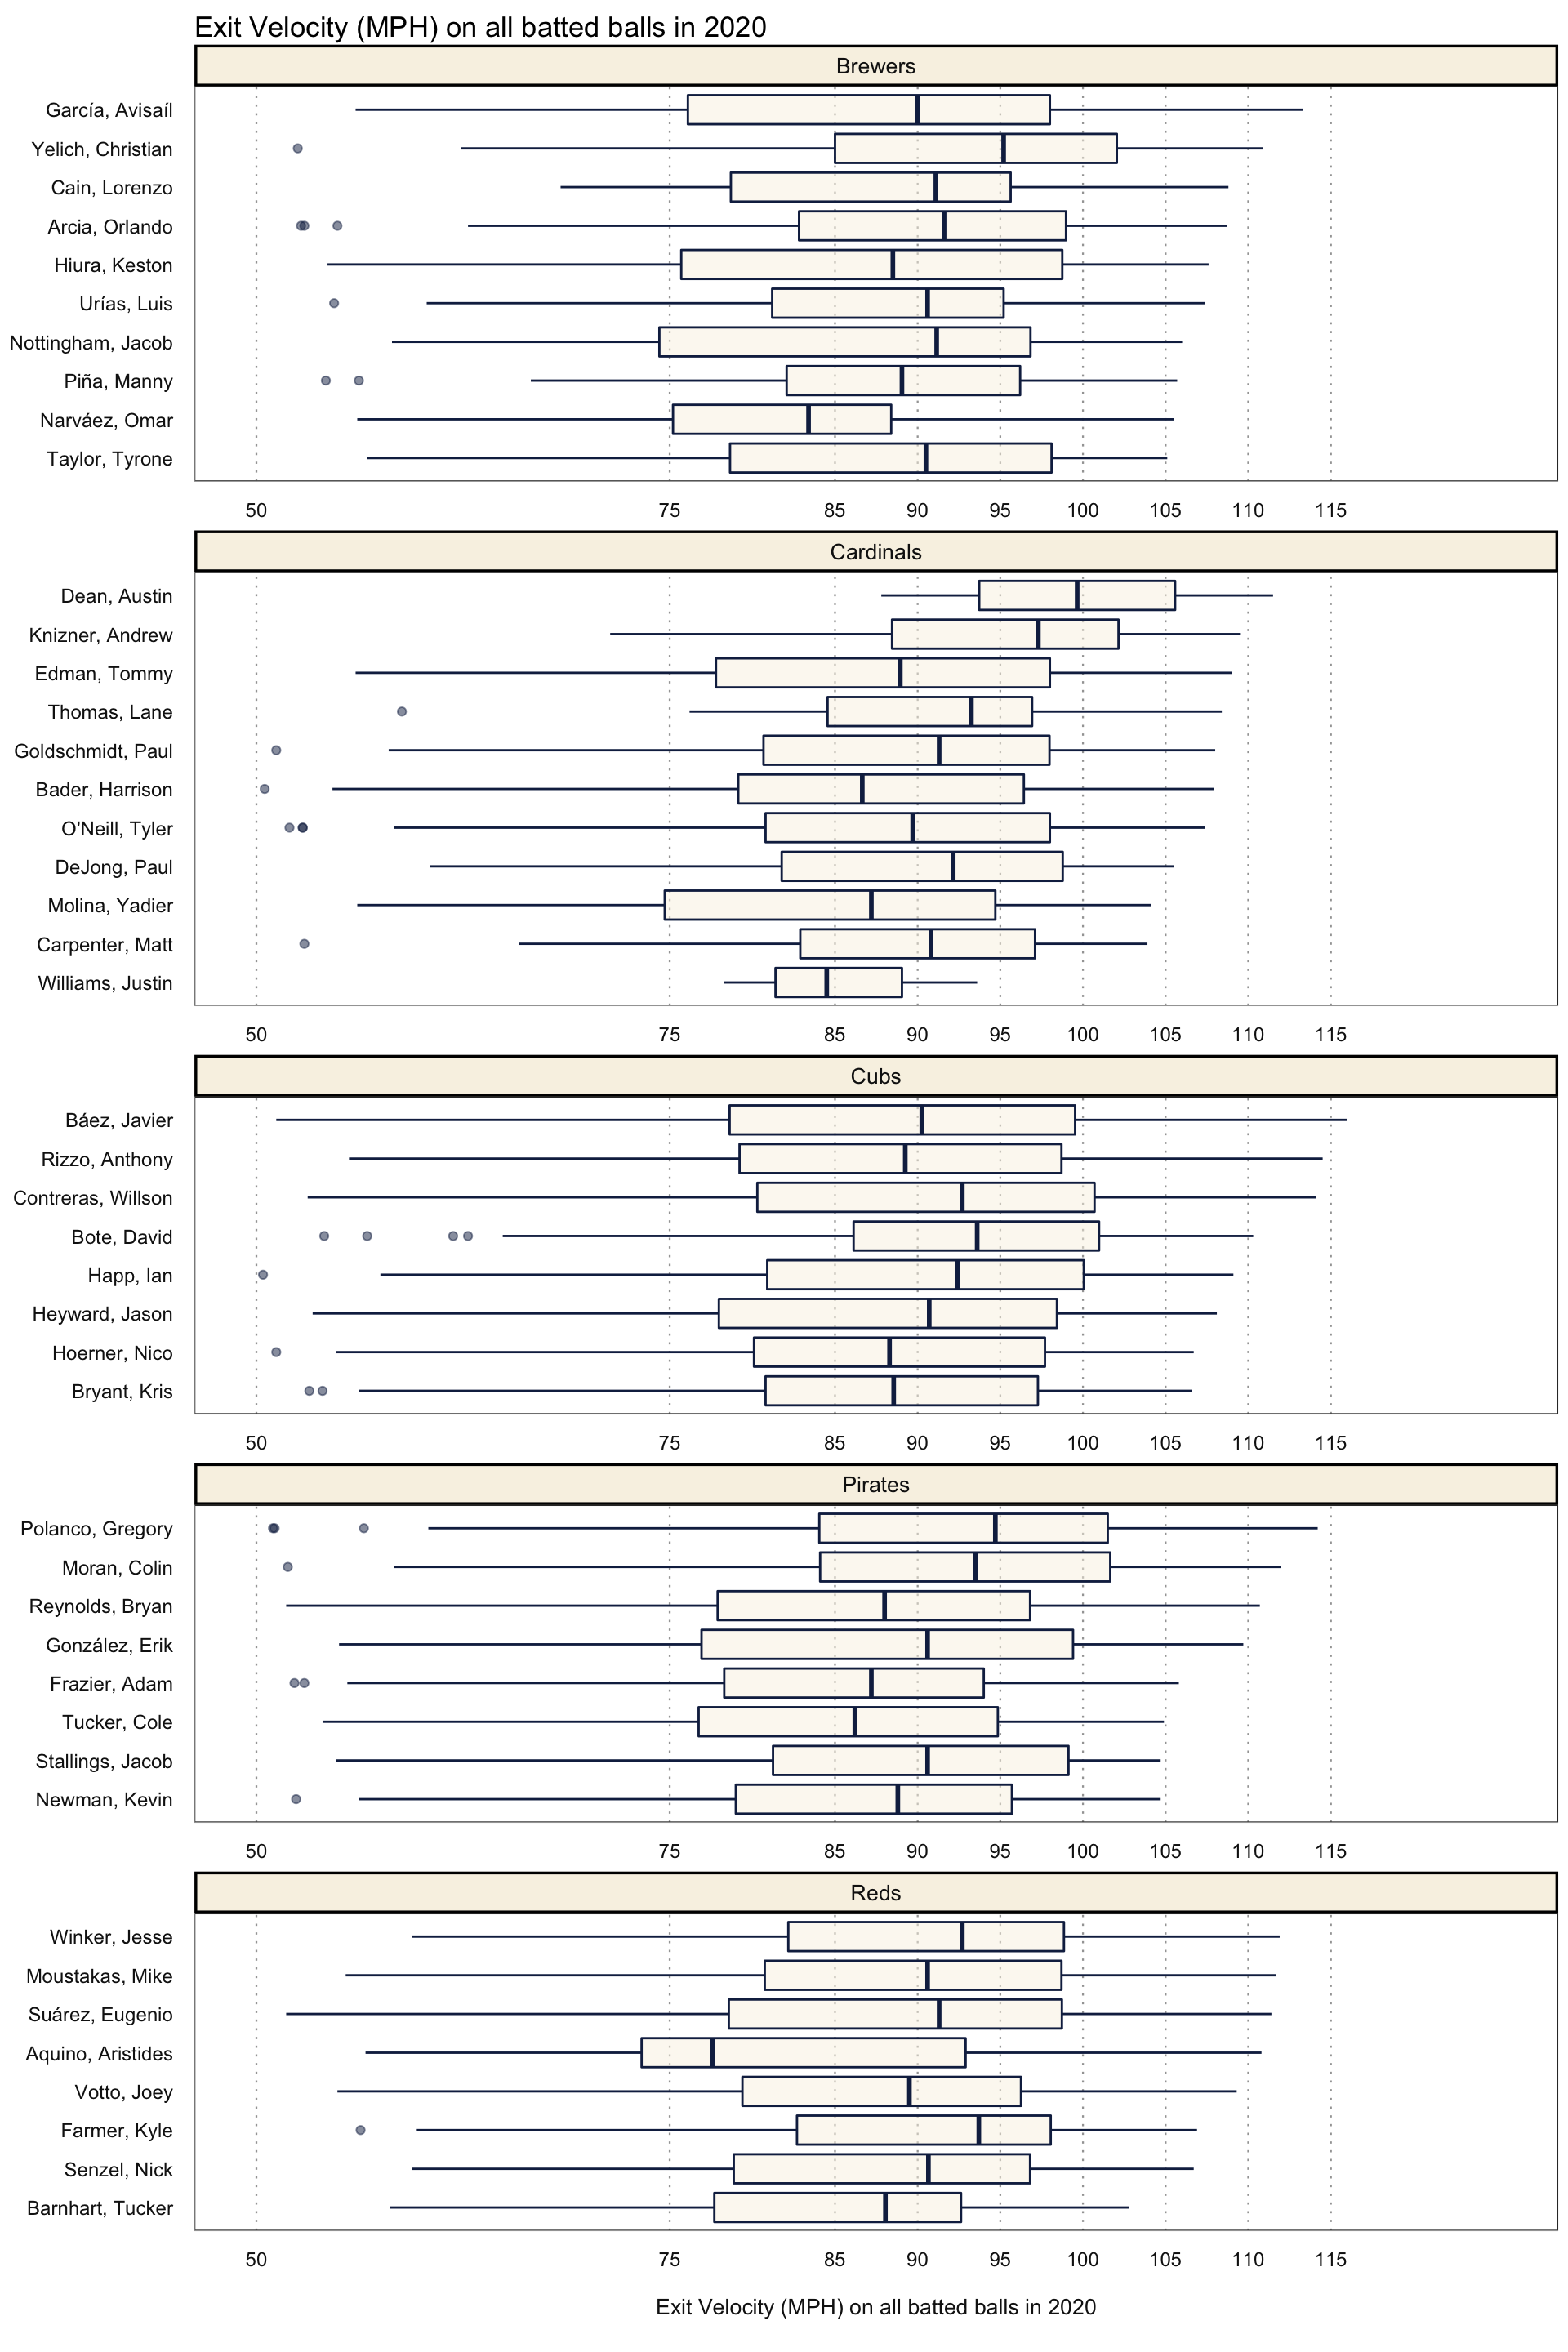 Exit Velocity (MPH) on all batted balls in 2020
Brewers
García, Avisaíl
Yelich, Christian
Cain, Lorenzo
Arcia, Orlando
Hiura, Keston
Urías, Luis
Nottingham, Jacob
Piña, Manny
Narváez, Omar
Taylor, Tyrone
50 75 85 90 95 100 105 110 115
Cardinals
Dean, Austin
Knizner, Andrew
Edman, Tommy
Thomas, Lane
Goldschmidt, Paul
Bader, Harrison
O'Neill, Tyler
DeJong, Paul
Molina, Yadier
Carpenter, Matt
Williams, Justin
50 75 85 90 95 100 105 110 115
Cubs
Báez, Javier
Rizzo, Anthony
Contreras, Willson
Bote, David
Happ, Ian
Heyward, Jason
Hoerner, Nico
Bryant, Kris
50 75 85 90 95 100 105 110 115
Pirates
Polanco, Gregory
Moran, Colin
Reynolds, Bryan
González, Erik
Frazier, Adam
Tucker, Cole
Stallings, Jacob
Newman, Kevin
50 75 85 90 95 100 105 110 115
Reds
Winker, Jesse
Moustakas, Mike
Suárez, Eugenio
Aquino, Aristides
Votto, Joey
Farmer, Kyle
Senzel, Nick
Barnhart, Tucker
50 75 85 90 95 100 105 110 115
Exit Velocity (MPH) on all batted balls in 2020